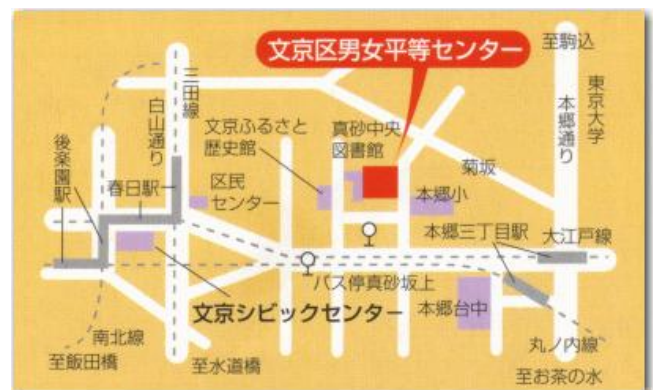 文京区男女平等センター
至駒込
東京大学
本郷通り
三田線
白山通り
文京ふるさと
歴史館
真砂中央
図書館
菊坂
後楽園駅
春日駅
区民
センター
本郷小
本郷三丁目駅
大江戸線
バス停真砂坂上
文京シビックセンター
本郷台中
南北線
至飯田橋
至水道橋
丸ノ内線
至お茶の水